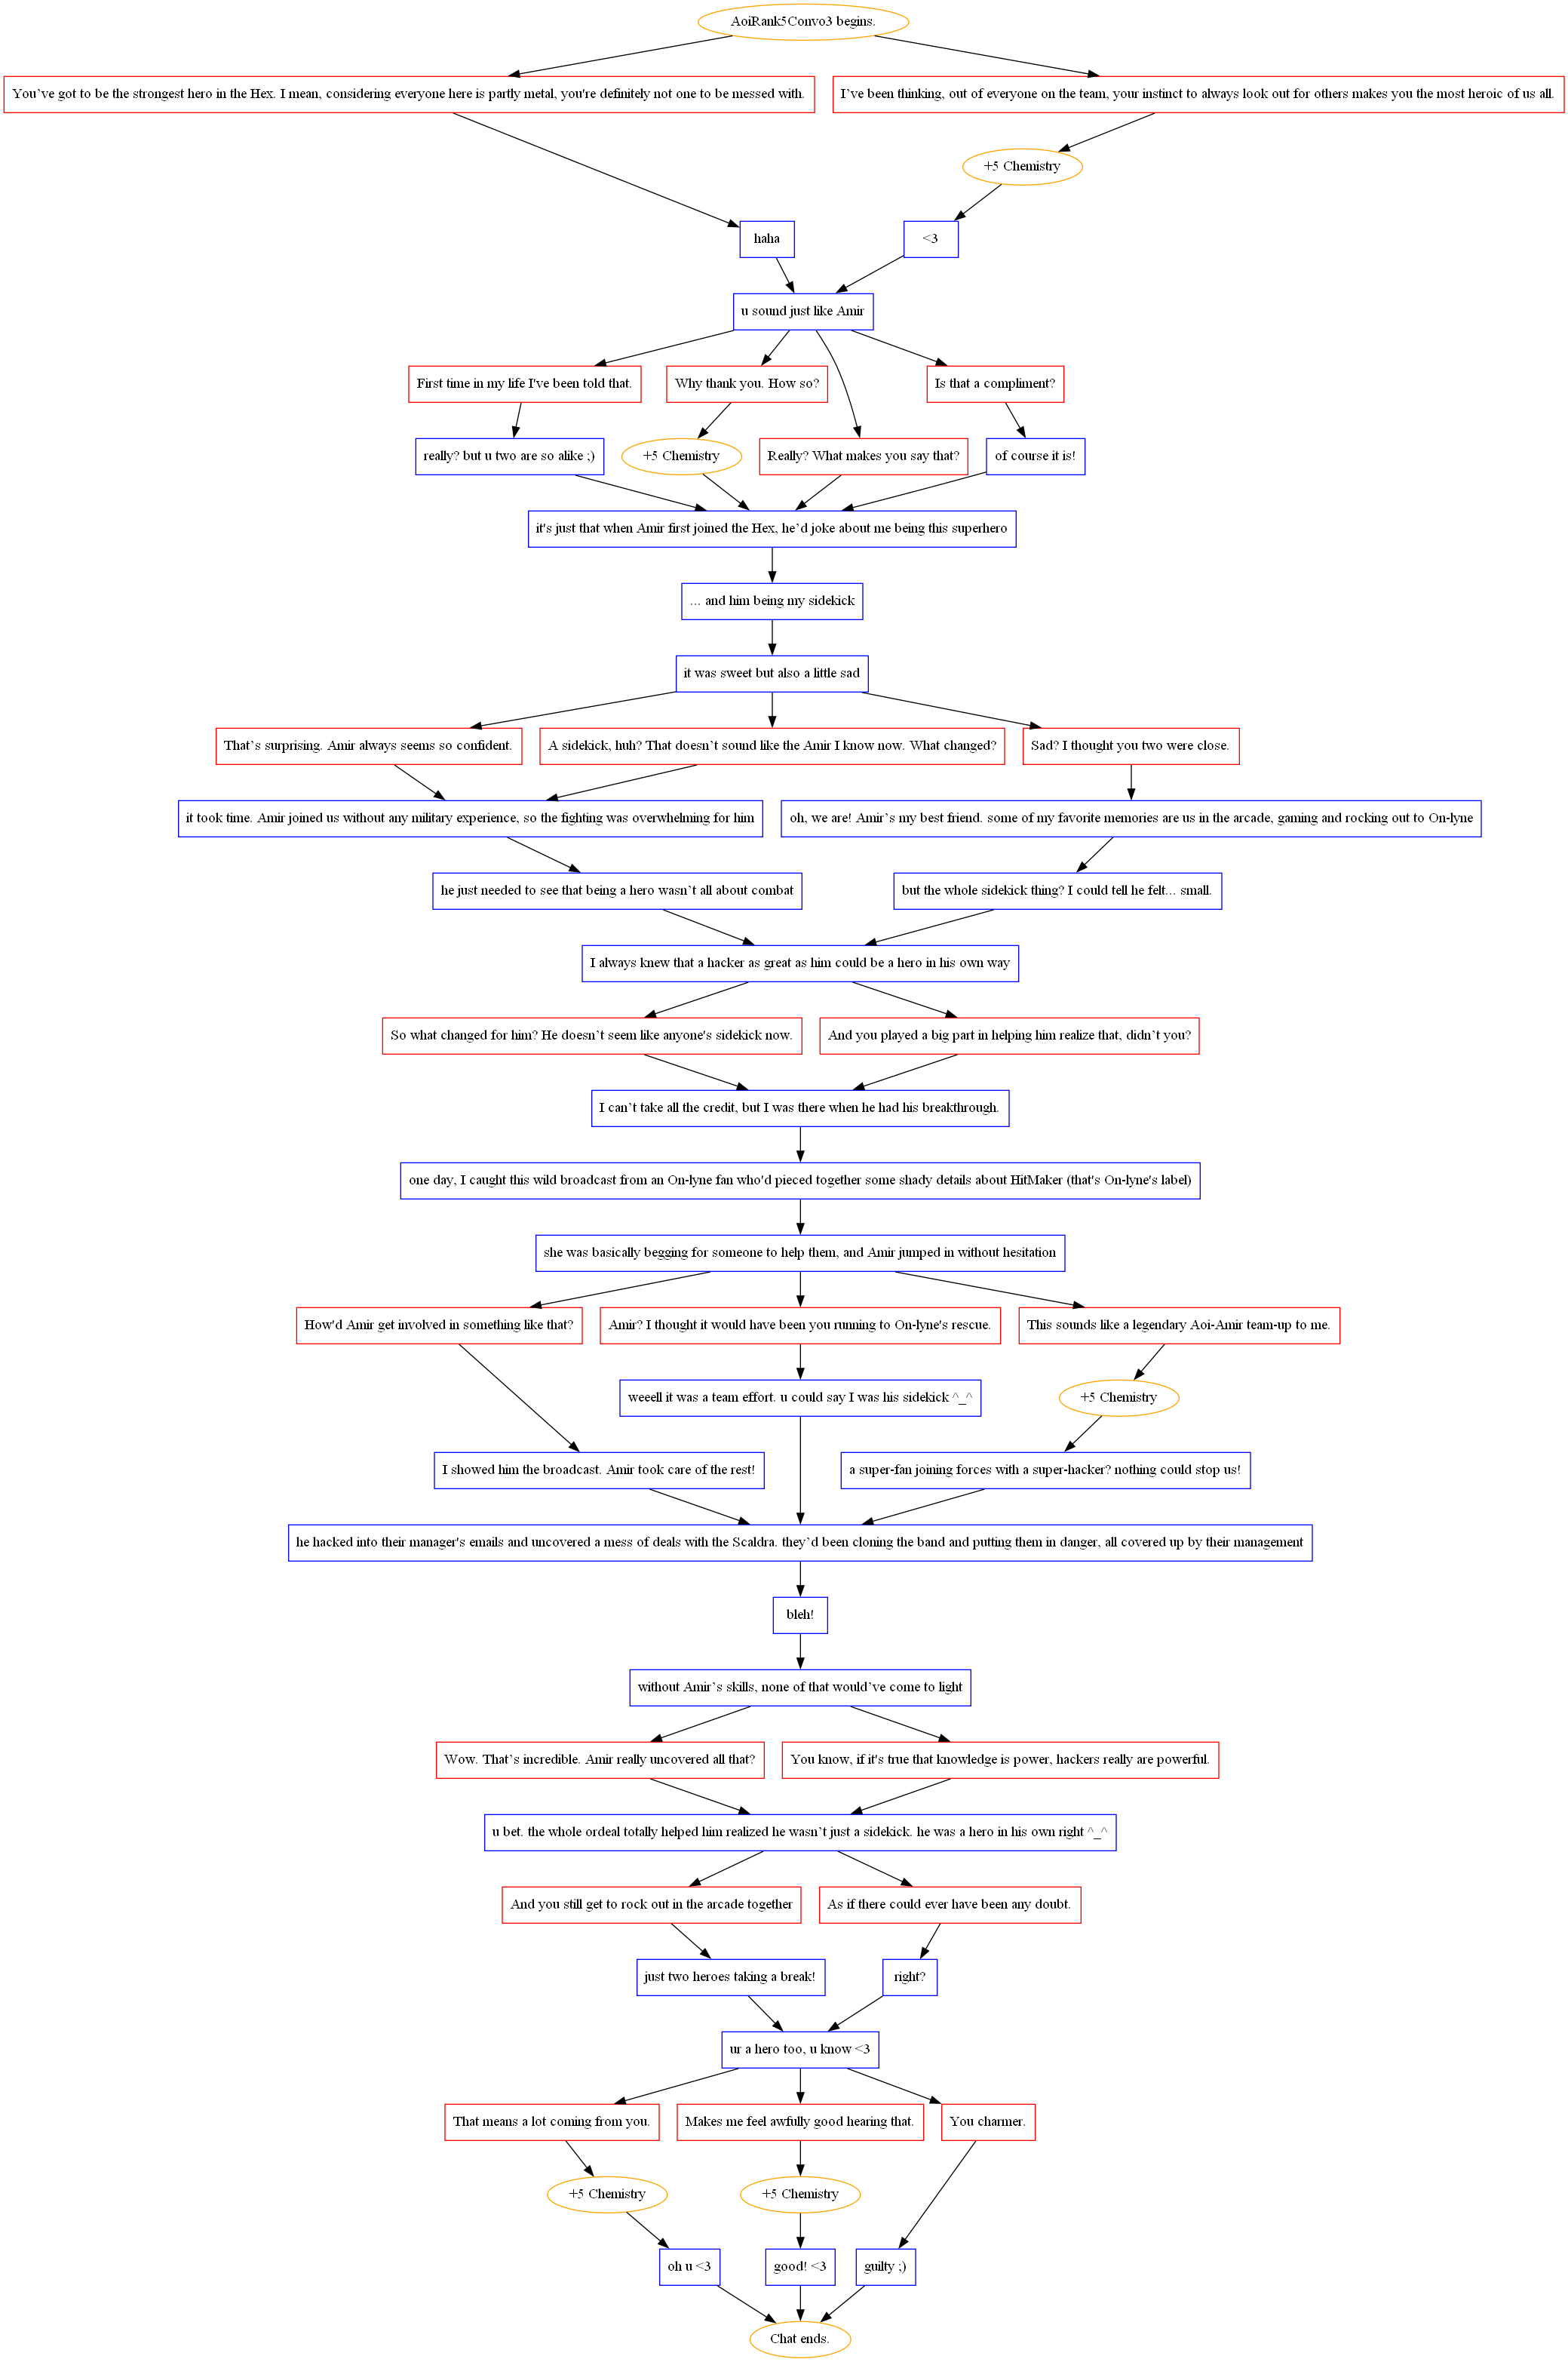 AoiRank5Convo3 begins.
You’ve got to be the strongest hero in the Hex. I mean, considering everyone here is partly metal, you're definitely not one to be messed with.
I’ve been thinking, out of everyone on the team, your instinct to always look out for others makes you the most heroic of us all.
+5 Chemistry
haha
<3
u sound just like Amir
First time in my life I've been told that.
Why thank you. How so?
Is that a compliment?
really? but u two are so alike ;)
+5 Chemistry
Really? What makes you say that?
of course it is!
it's just that when Amir first joined the Hex, he’d joke about me being this superhero
... and him being my sidekick
it was sweet but also a little sad
That’s surprising. Amir always seems so confident.
A sidekick, huh? That doesn’t sound like the Amir I know now. What changed?
Sad? I thought you two were close.
it took time. Amir joined us without any military experience, so the fighting was overwhelming for him
oh, we are! Amir’s my best friend. some of my favorite memories are us in the arcade, gaming and rocking out to On-lyne
he just needed to see that being a hero wasn’t all about combat
but the whole sidekick thing? I could tell he felt... small.
I always knew that a hacker as great as him could be a hero in his own way
So what changed for him? He doesn’t seem like anyone's sidekick now.
And you played a big part in helping him realize that, didn’t you?
I can’t take all the credit, but I was there when he had his breakthrough.
one day, I caught this wild broadcast from an On-lyne fan who'd pieced together some shady details about HitMaker (that's On-lyne's label)
she was basically begging for someone to help them, and Amir jumped in without hesitation
How'd Amir get involved in something like that?
Amir? I thought it would have been you running to On-lyne's rescue.
This sounds like a legendary Aoi-Amir team-up to me.
weeell it was a team effort. u could say I was his sidekick ^_^
+5 Chemistry
I showed him the broadcast. Amir took care of the rest!
a super-fan joining forces with a super-hacker? nothing could stop us!
he hacked into their manager's emails and uncovered a mess of deals with the Scaldra. they’d been cloning the band and putting them in danger, all covered up by their management
bleh!
without Amir’s skills, none of that would’ve come to light
Wow. That’s incredible. Amir really uncovered all that?
You know, if it's true that knowledge is power, hackers really are powerful.
u bet. the whole ordeal totally helped him realized he wasn’t just a sidekick. he was a hero in his own right ^_^
And you still get to rock out in the arcade together
As if there could ever have been any doubt.
just two heroes taking a break!
right?
ur a hero too, u know <3
That means a lot coming from you.
Makes me feel awfully good hearing that.
You charmer.
+5 Chemistry
+5 Chemistry
oh u <3
good! <3
guilty ;)
Chat ends.